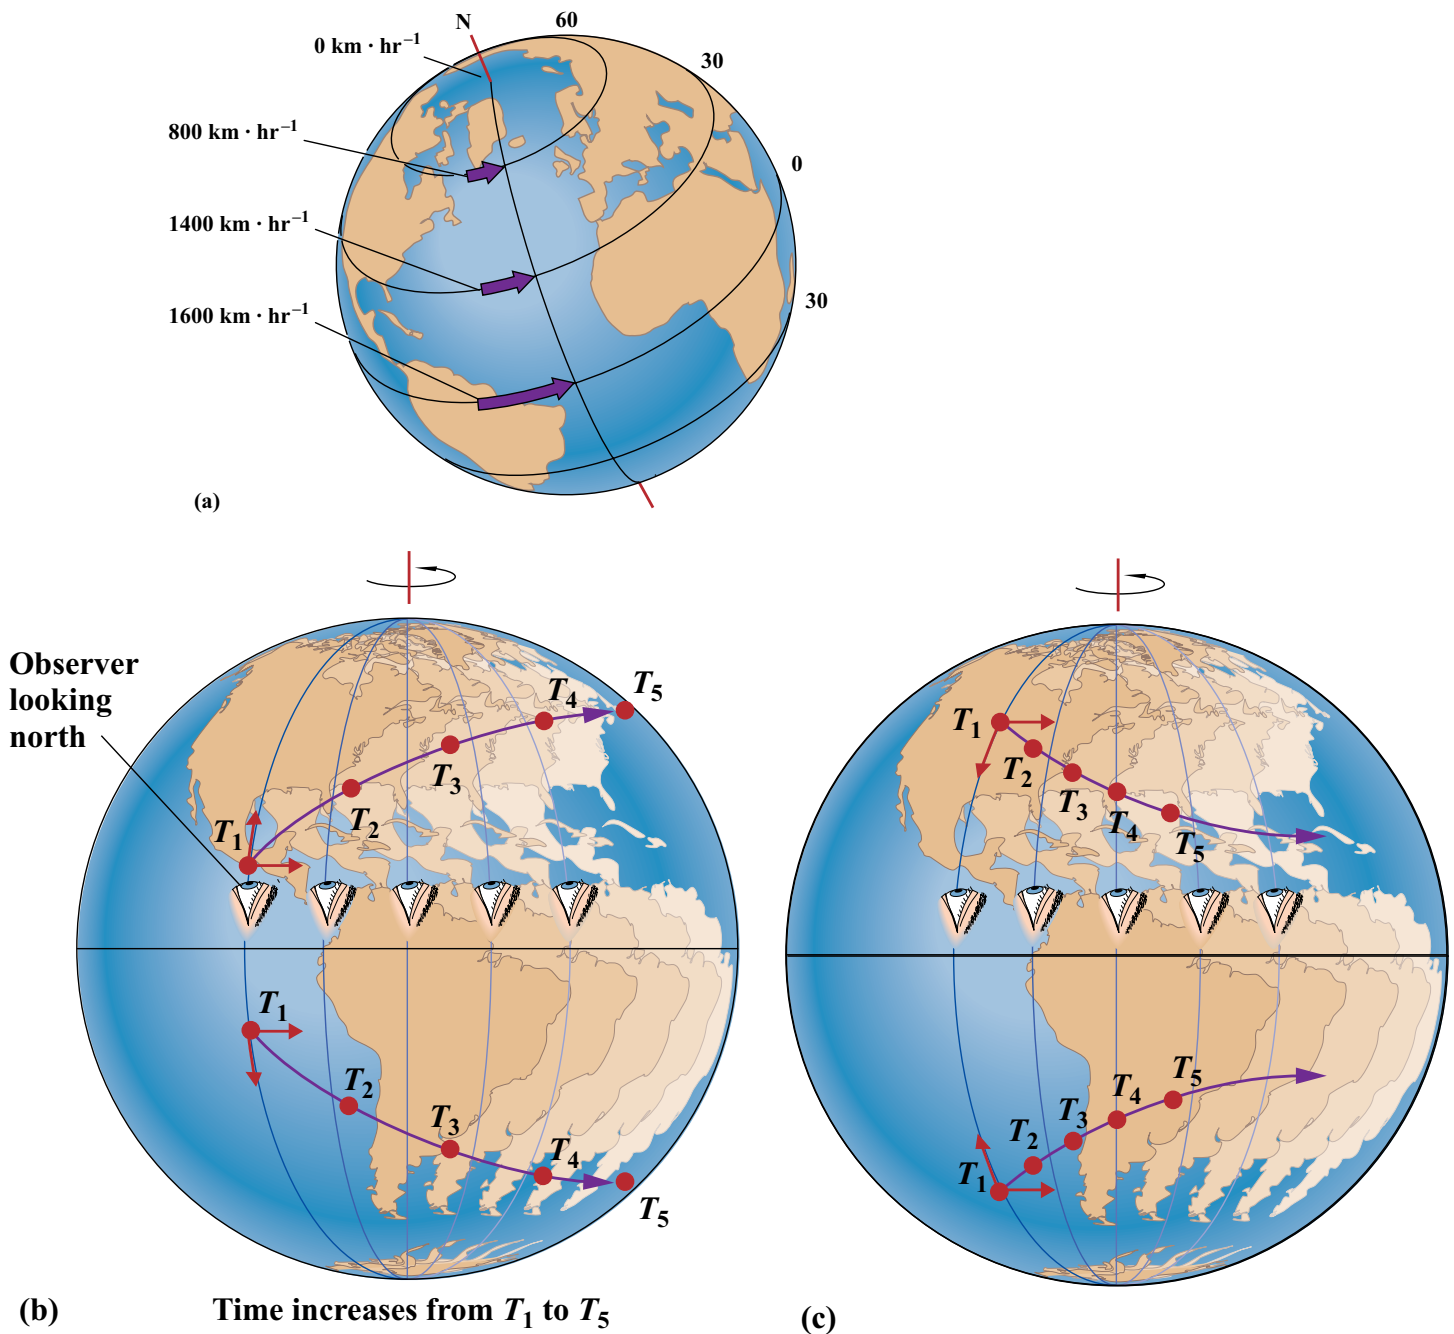 N
60
0 km · hr⁻¹
30
800 km · hr⁻¹
0
1400 km · hr⁻¹
30
1600 km · hr⁻¹
(a)
Observer
looking
north
T₁
T₂
T₃
T₄
T₅
T₁
T₂
T₃
T₄
T₅
(b)
Time increases from T₁ to T₅
T₁
T₂
T₃
T₄
T₅
T₁
T₂
T₃
T₄
T₅
(c)